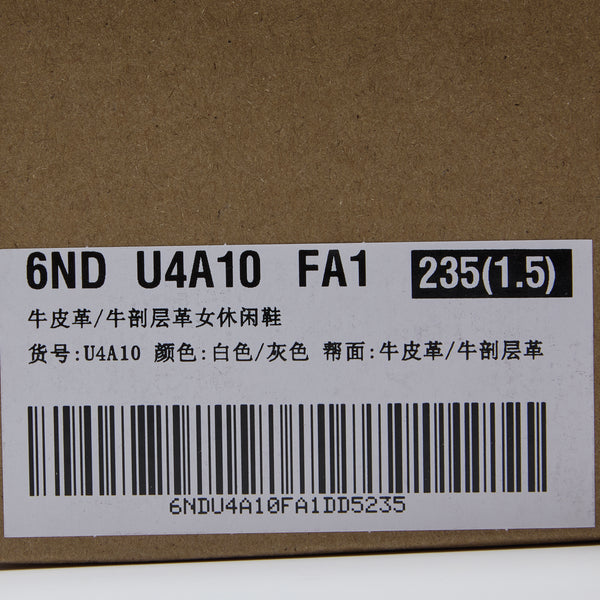 6ND U4A10 FA1 235(1.5)
牛皮革/牛剖层革女休闲鞋
货号:U4A10 颜色:白色/灰色 帮面:牛皮革/牛剖层革
6NDU4A10FA1DD5235